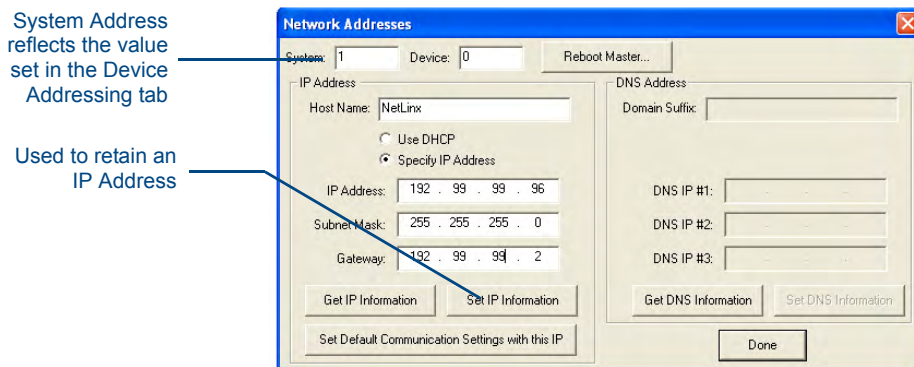 System Address
reflects the value
set in the Device
Addressing tab
Used to retain an
IP Address
Network Addresses
System: 1 Device: 0 Reboot Master...
IP Address
Host Name: NetLinx
Use DHCP
Specify IP Address
IP Address: 192 . 99 . 99 . 96
Subnet Mask: 255 . 255 . 255 . 0
Gateway: 192 . 99 . 99 . 2
Get IP Information Set IP Information
Set Default Communication Settings with this IP
DNS Address
Domain Suffix:
DNS IP #1:
DNS IP #2:
DNS IP #3:
Get DNS Information Set DNS Information
Done